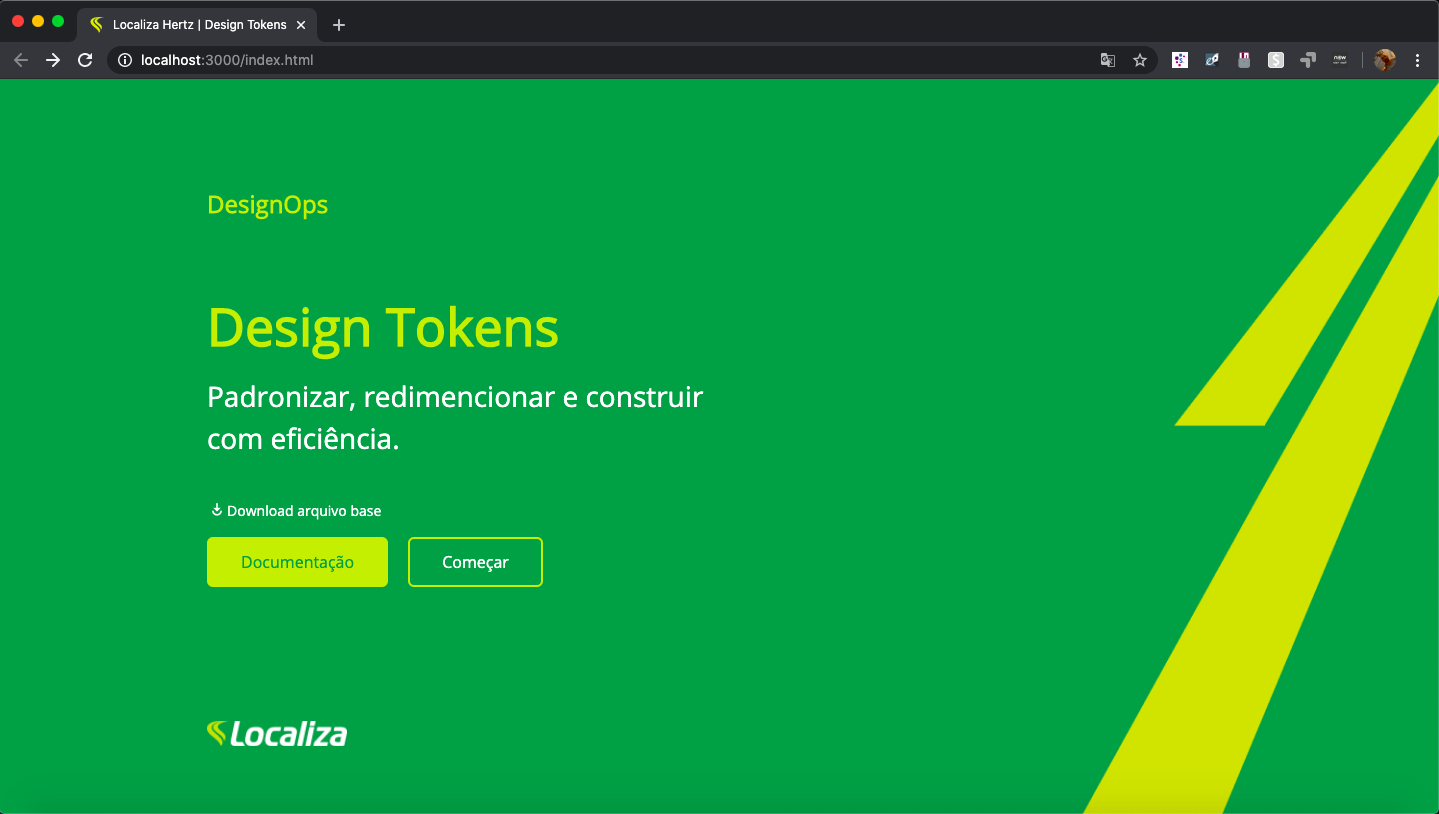 Localiza Hertz | Design Tokens
localhost:3000/index.html
DesignOps
Design Tokens
Padronizar, redimencionar e construir
com eficiência.
Download arquivo base
Documentação
Começar
Localiza